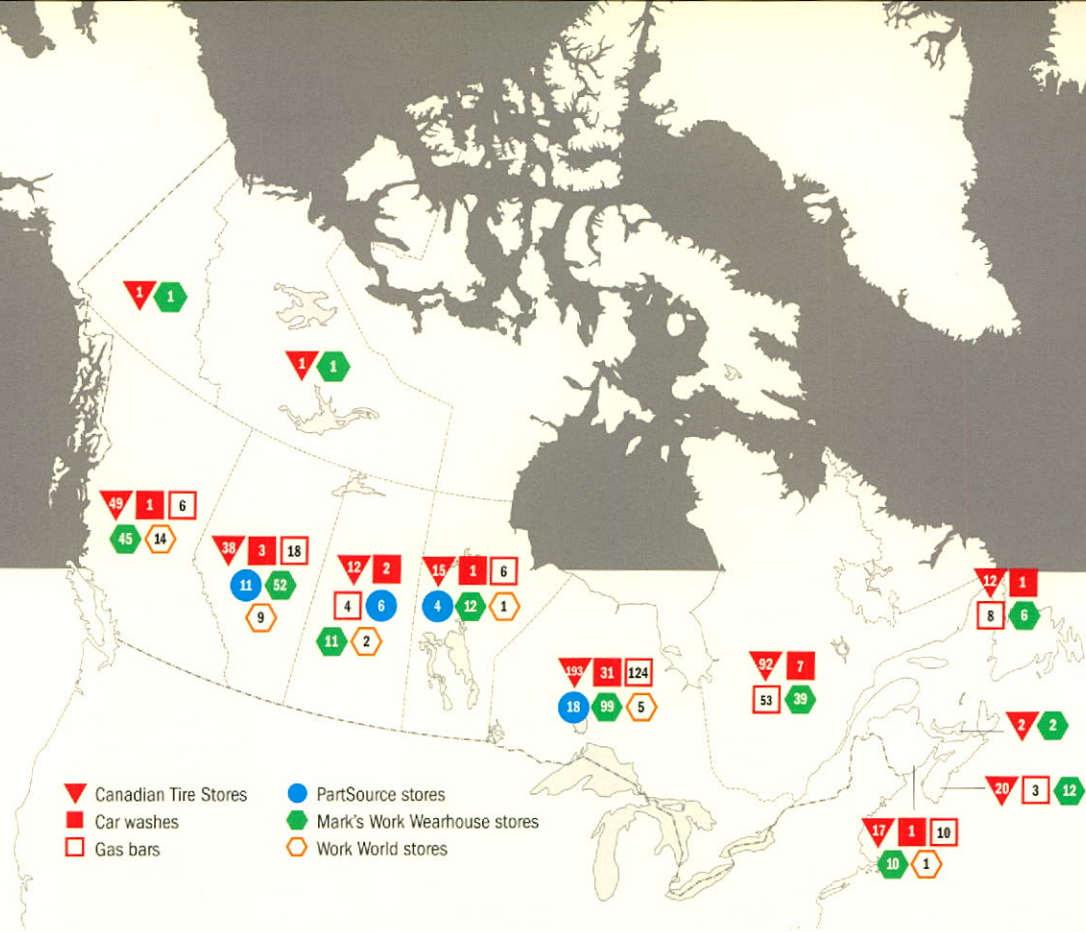 1 1
1 1
49 1 6
45 14
38 3 18
11 52
9
12 2
4 6
11 2
15 1 6
4 12 1
193 31 124
18 99 5
92 7
53 39
12 1
8 6
2 2
20 3 12
17 1 10
10 1
Canadian Tire Stores
Car washes
Gas bars
PartSource stores
Mark's Work Wearhouse stores
Work World stores